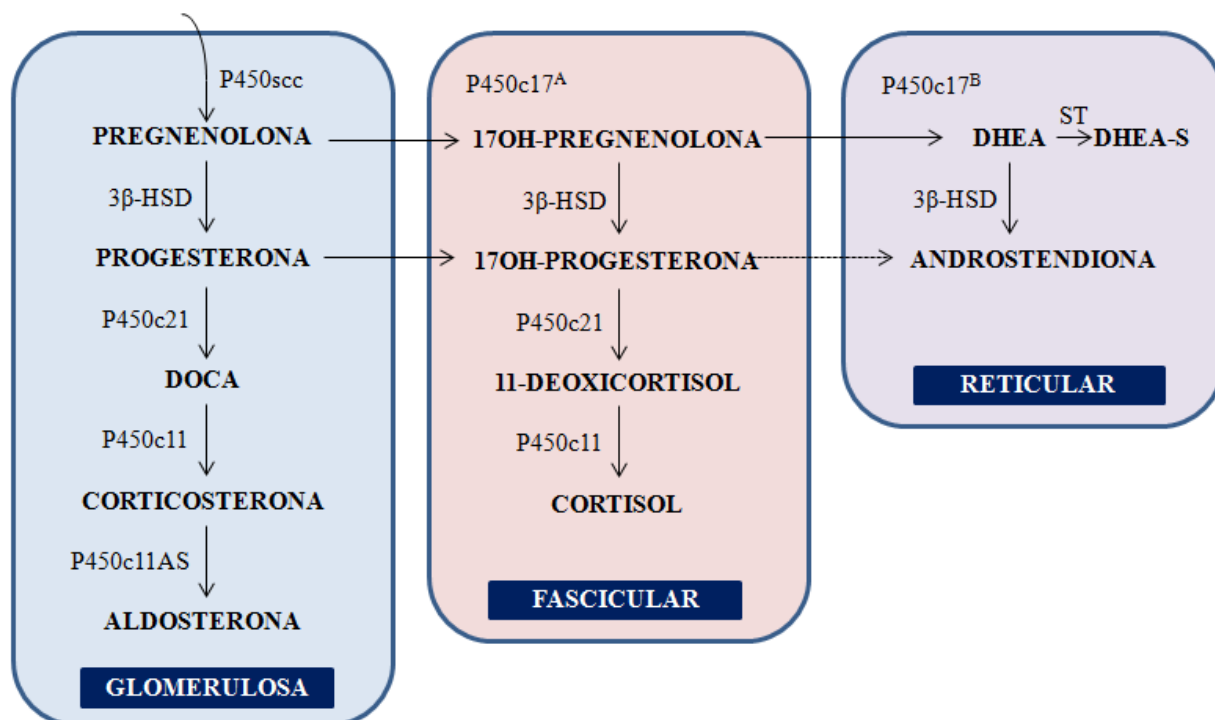 P450scc
PREGNENOLONA
3β-HSD
PROGESTERONA
P450c21
DOCA
P450c11
CORTICOSTERONA
P450c11AS
ALDOSTERONA
GLOMERULOSA
P450c17ᴬ
17OH-PREGNENOLONA
3β-HSD
17OH-PROGESTERONA
P450c21
11-DEOXICORTISOL
P450c11
CORTISOL
FASCICULAR
P450c17ᴮ
ST
DHEA DHEA-S
3β-HSD
ANDROSTENDIONA
RETICULAR